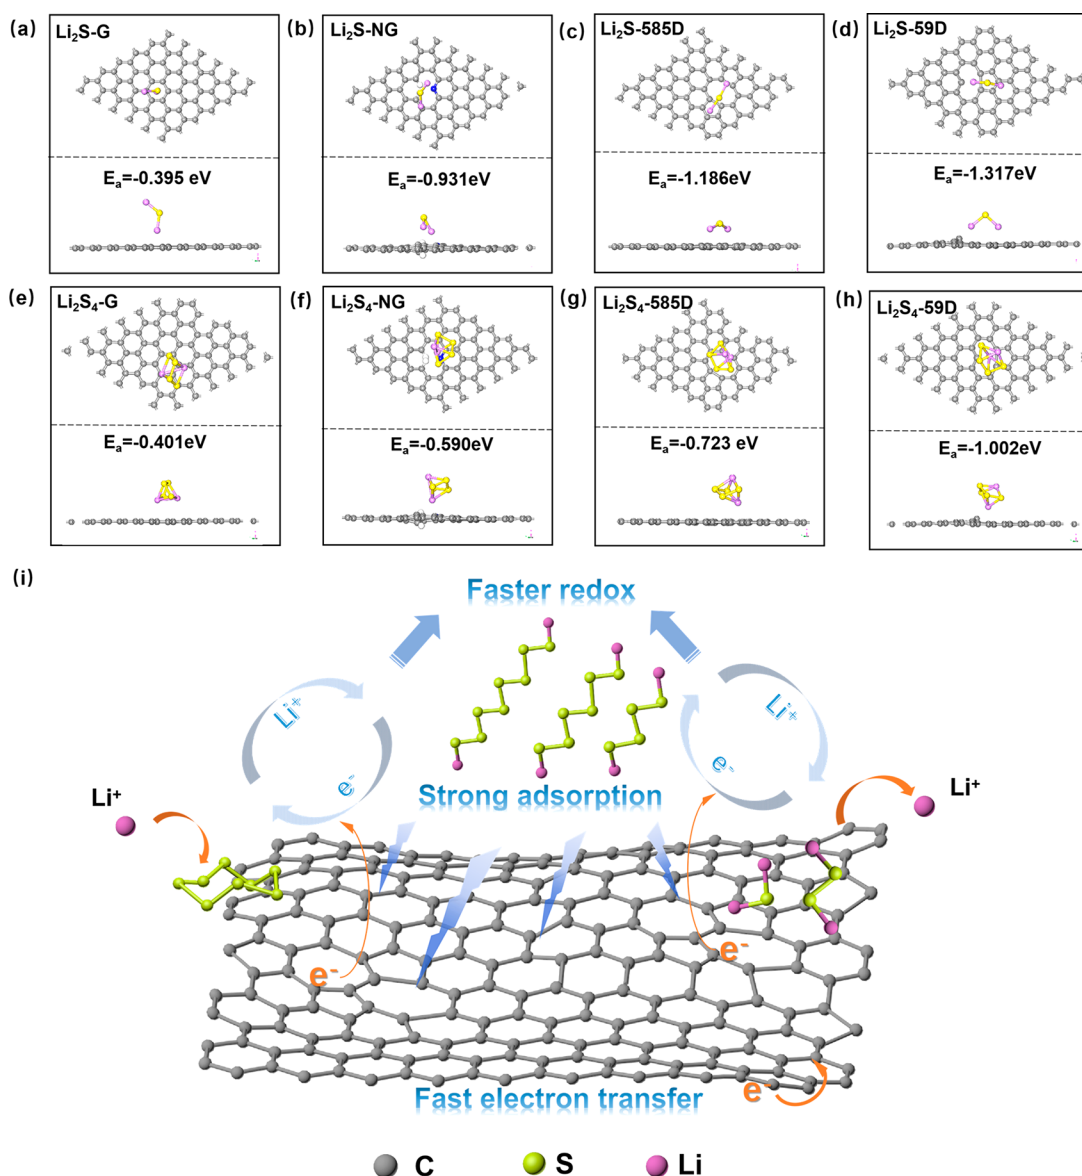 (a)
Li₂S-G
Eₐ=-0.395 eV
(b)
Li₂S-NG
Eₐ=-0.931eV
(c)
Li₂S-585D
Eₐ=-1.186eV
(d)
Li₂S-59D
Eₐ=-1.317eV
(e)
Li₂S₄-G
Eₐ=-0.401eV
(f)
Li₂S₄-NG
Eₐ=-0.590eV
(g)
Li₂S₄-585D
Eₐ=-0.723 eV
(h)
Li₂S₄-59D
Eₐ=-1.002eV
(i)
Faster redox
Li⁺
e⁻
Li⁺
e⁻
Li⁺
Strong adsorption
Li⁺
e⁻
e⁻
Fast electron transfer
e⁻
C
S
Li